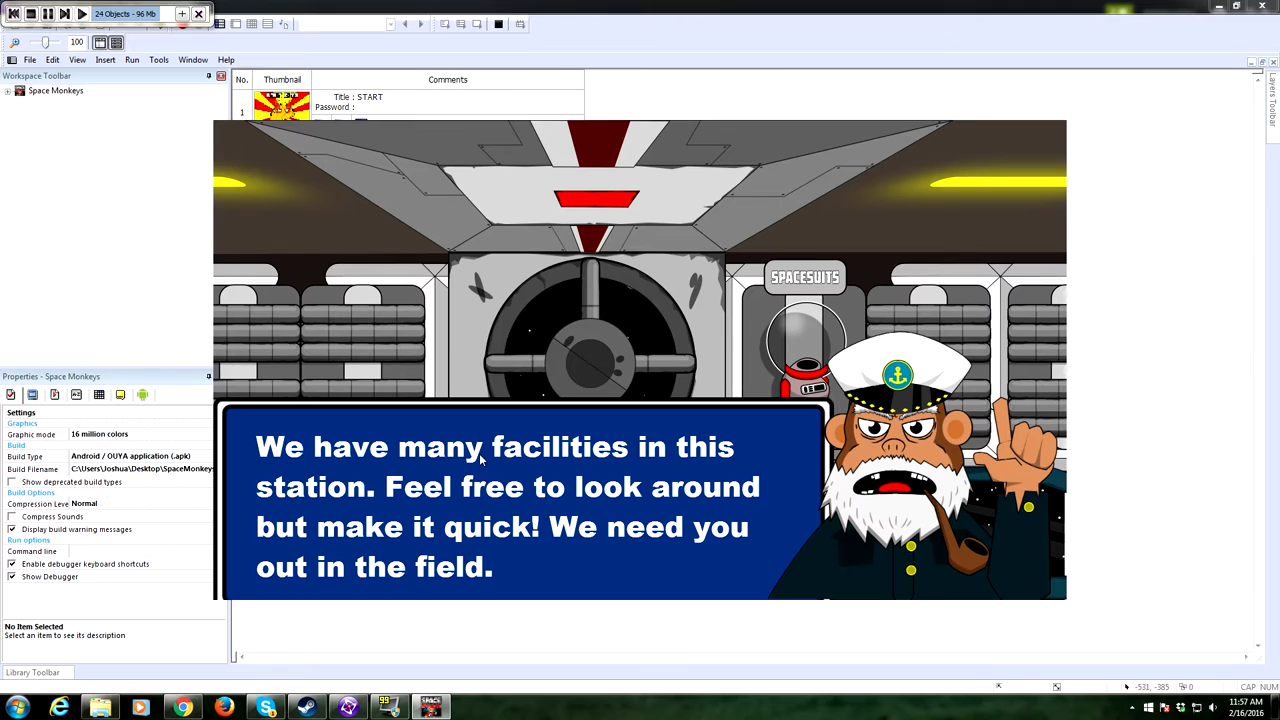 24 Objects - 96 Mb
100
File Edit View Insert Run Tools Window Help
Workspace Toolbar
Space Monkeys
No. Thumbnail Comments
Title : START
Password :
1
Layers Toolbar
SPACESUITS
We have many facilities in this
station. Feel free to look around
but make it quick! We need you
out in the field.
Properties - Space Monkeys
Settings
Graphics
Graphic mode 16 million colors
Build
Build Type Android / OUYA application (.apk)
Build Filename C:\Users\Joshua\Desktop\SpaceMonkeys
Show deprecated build types
Build Options
Compression Leve Normal
Compress Sounds
Display build warning messages
Run options
Command line
Enable debugger keyboard shortcuts
Show Debugger
No Item Selected
Select an item to see its description
Library Toolbar
-531, -385 0 CAP NUM
99
11:57 AM
2/16/2016